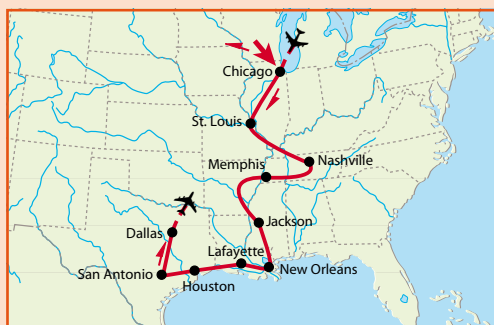 Chicago
St. Louis
Nashville
Memphis
Jackson
Dallas
Lafayette
San Antonio
New Orleans
Houston